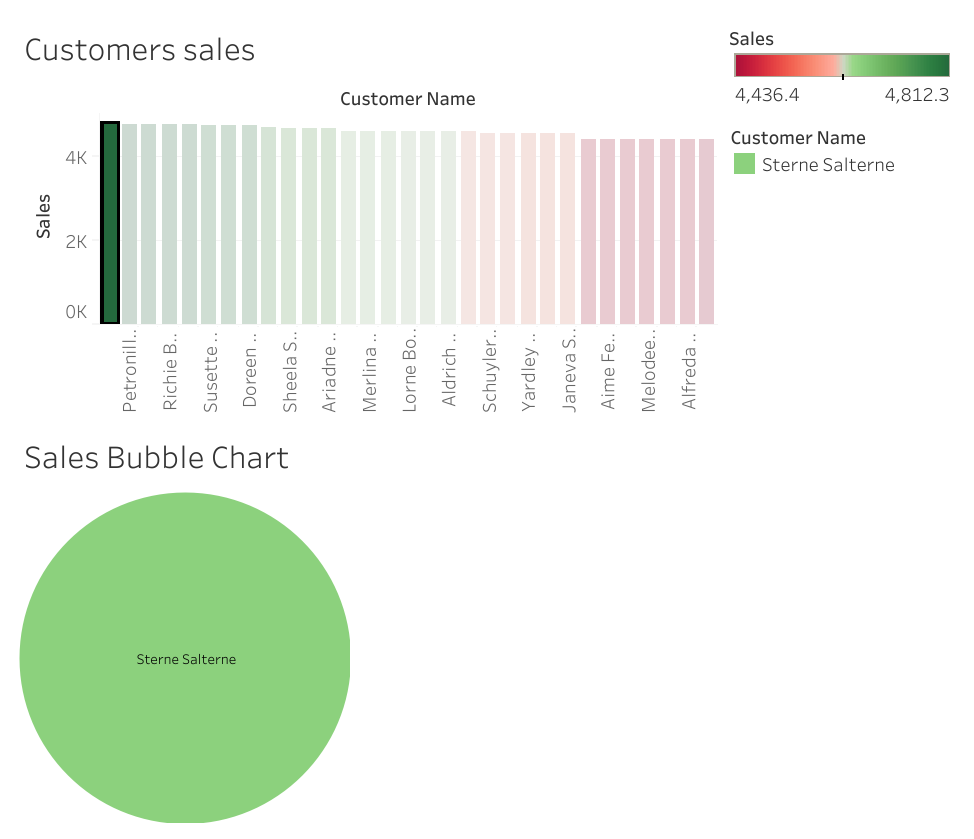 Customers sales
Customer Name
Sales
4K
2K
0K
Petronill..
Richie B..
Susette ..
Doreen ..
Sheela S..
Ariadne ..
Merlina ..
Lorne Bo..
Aldrich ..
Schuyler..
Yardley ..
Janeva S..
Aime Fe..
Melodee..
Alfreda ..
Sales
4,436.4 4,812.3
Customer Name
Sterne Salterne
Sales Bubble Chart
Sterne Salterne